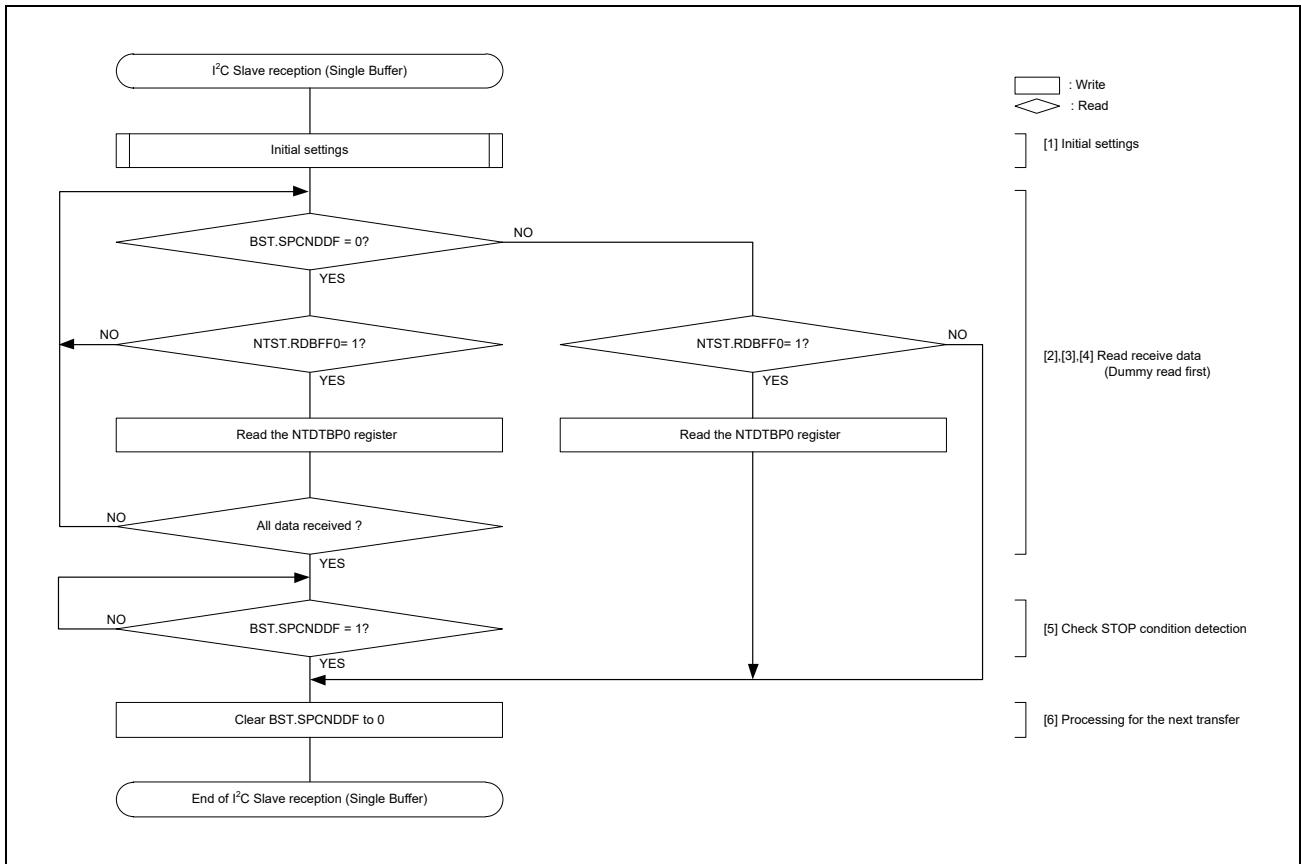 I²C Slave reception (Single Buffer)
: Write
: Read
Initial settings
[1] Initial settings
BST.SPCNDDF = 0?
NO
YES
NTST.RDBFF0= 1?
NO
YES
NTST.RDBFF0= 1?
NO
YES
[2],[3],[4] Read receive data
(Dummy read first)
Read the NTDTBP0 register
Read the NTDTBP0 register
All data received ?
NO
YES
BST.SPCNDDF = 1?
NO
YES
[5] Check STOP condition detection
Clear BST.SPCNDDF to 0
[6] Processing for the next transfer
End of I²C Slave reception (Single Buffer)